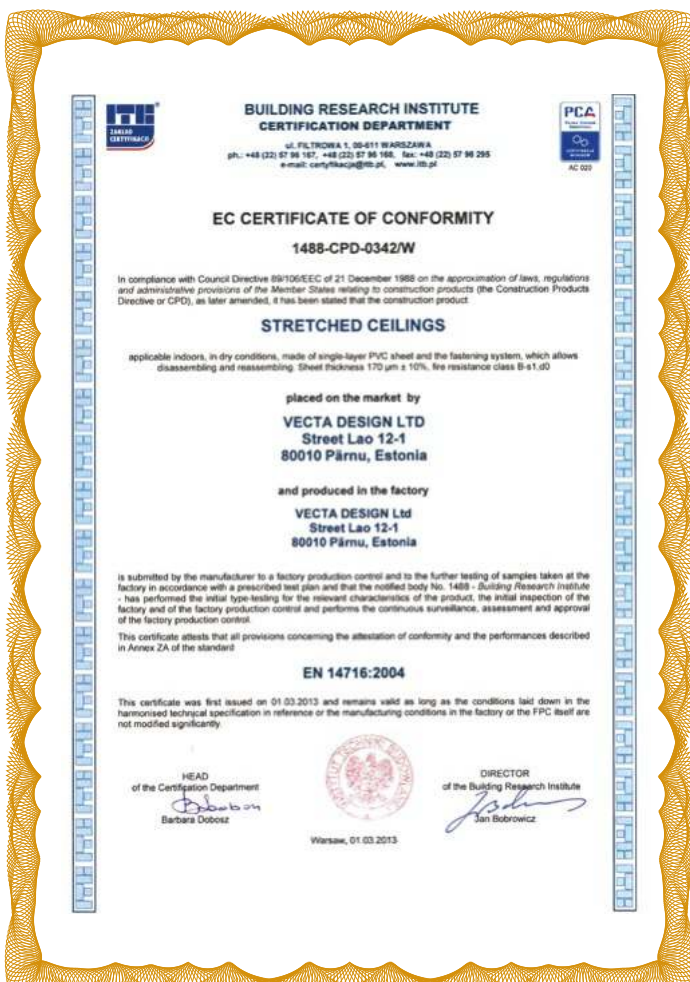 ITB
ZAKŁAD
CERTYFIKACJI
BUILDING RESEARCH INSTITUTE
CERTIFICATION DEPARTMENT
ul. FILTROWA 1, 00-611 WARSZAWA
ph.: +48 (22) 57 96 167, +48 (22) 57 96 168, fax: +48 (22) 57 96 295
e-mail: certyfikacja@itb.pl, www.itb.pl
PCA
AC 020
EC CERTIFICATE OF CONFORMITY
1488-CPD-0342/W
In compliance with Council Directive 89/106/EEC of 21 December 1988 on the approximation of laws, regulations
and administrative provisions of the Member States relating to construction products (the Construction Products
Directive or CPD), as later amended, it has been stated that the construction product
STRETCHED CEILINGS
applicable indoors, in dry conditions, made of single-layer PVC sheet and the fastening system, which allows
disassembling and reassembling. Sheet thickness 170 µm ± 10%, fire resistance class B-s1,d0
placed on the market by
VECTA DESIGN LTD
Street Lao 12-1
80010 Pärnu, Estonia
and produced in the factory
VECTA DESIGN Ltd
Street Lao 12-1
80010 Pärnu, Estonia
is submitted by the manufacturer to a factory production control and to the further testing of samples taken at the
factory in accordance with a prescribed test plan and that the notified body No. 1488 - Building Research Institute
- has performed the initial type-testing for the relevant characteristics of the product, the initial inspection of the
factory and of the factory production control and performs the continuous surveillance, assessment and approval
of the factory production control.
This certificate attests that all provisions concerning the attestation of conformity and the performances described
in Annex ZA of the standard
EN 14716:2004
This certificate was first issued on 01.03.2013 and remains valid as long as the conditions laid down in the
harmonised technical specification in reference or the manufacturing conditions in the factory or the FPC itself are
not modified significantly.
HEAD
of the Certification Department
Barbara Dobosz
DIRECTOR
of the Building Research Institute
Jan Bobrowicz
Warsaw, 01.03.2013